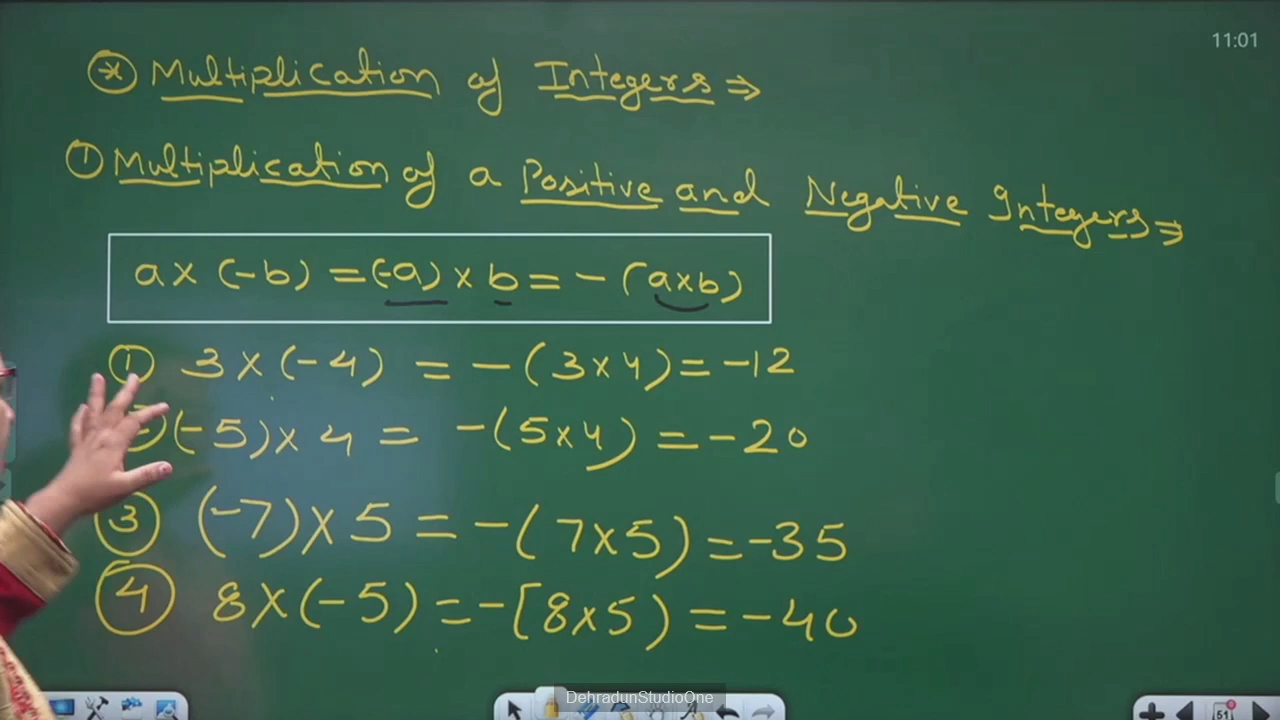 11:01
* Multiplication of Integers ⇒
① Multiplication of a Positive and Negative Integers ⇒
a × (-b) = (-a) × b = - (a×b)
① 3 × (-4) = - (3×4) = -12
(-5) × 4 = -(5×4) = -20
③ (-7) × 5 = -(7×5) = -35
④ 8 × (-5) = -[8×5) = -40
DehradunStudioOne
51